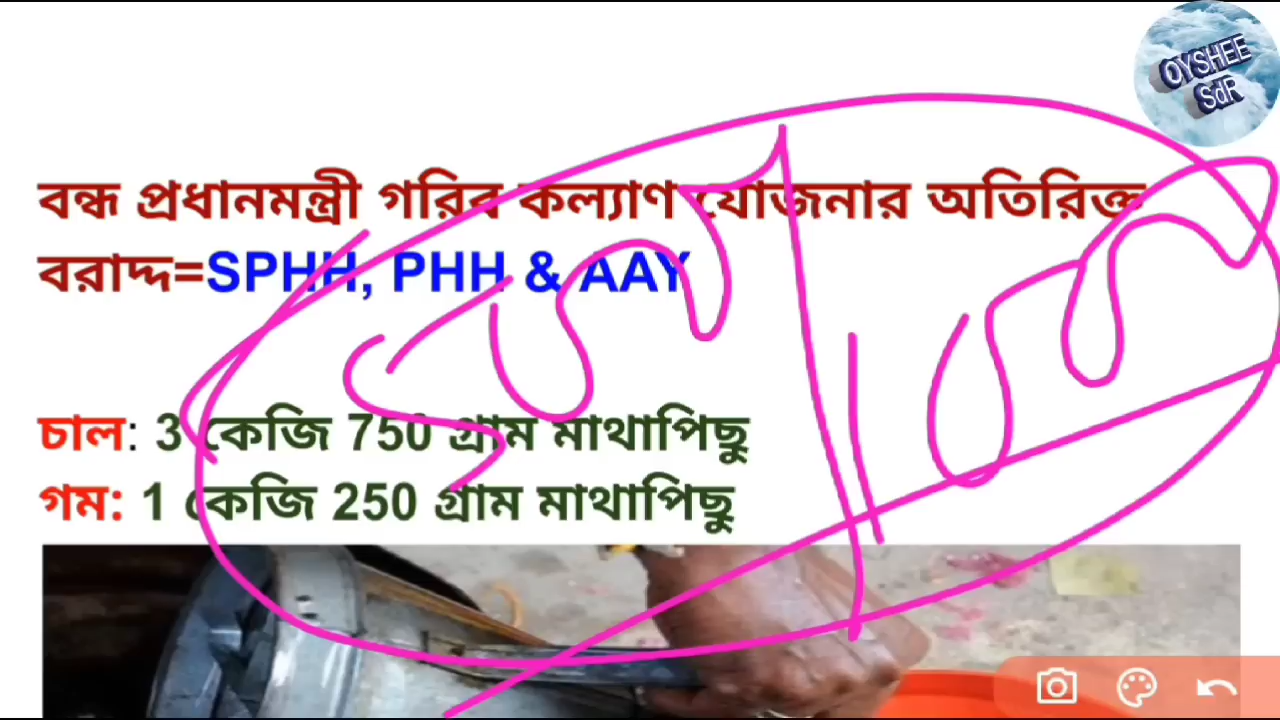 OYSHEE
SdR
বন্ধ প্রধানমন্ত্রী গরিব কল্যাণ যোজনার অতিরিক্ত
বরাদ্দ=SPHH, PHH & AAY
চাল: 3 কেজি 750 গ্রাম মাথাপিছু
গম: 1 কেজি 250 গ্রাম মাথাপিছু